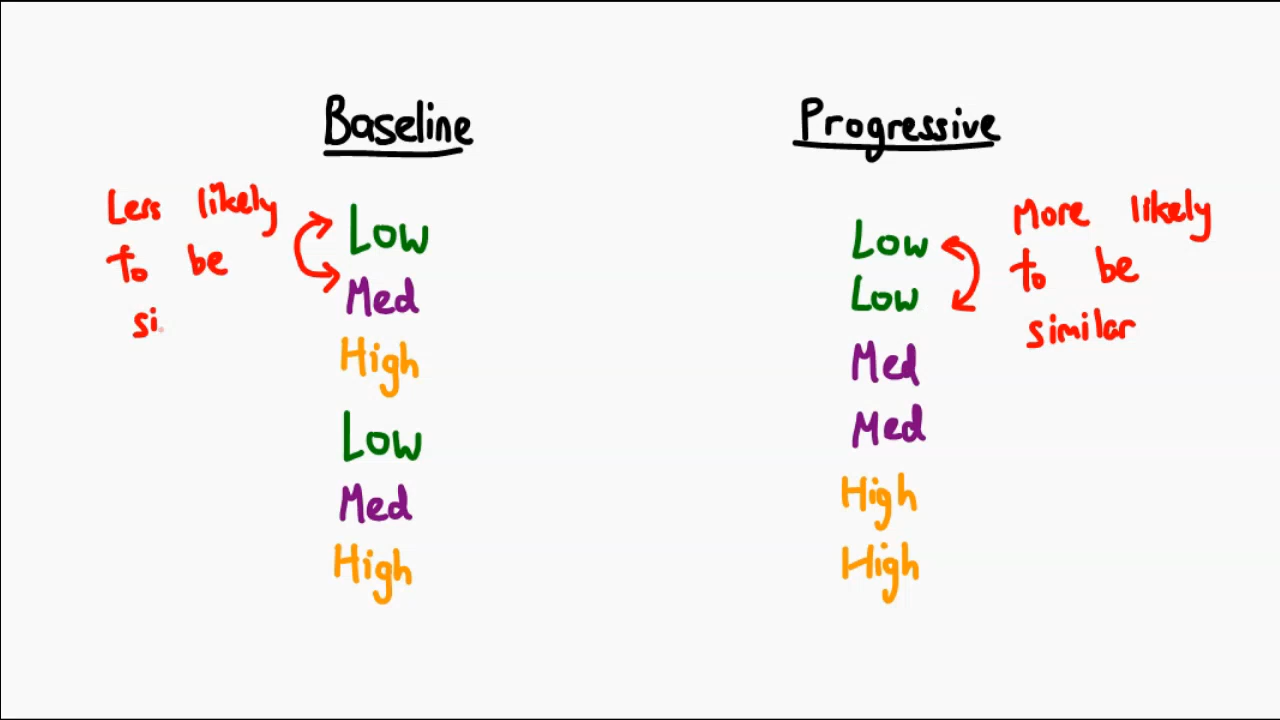 Baseline
Less likely
to be
si
Low
Med
High
Low
Med
High
Progressive
Low
Low
Med
Med
High
High
More likely
to be
similar